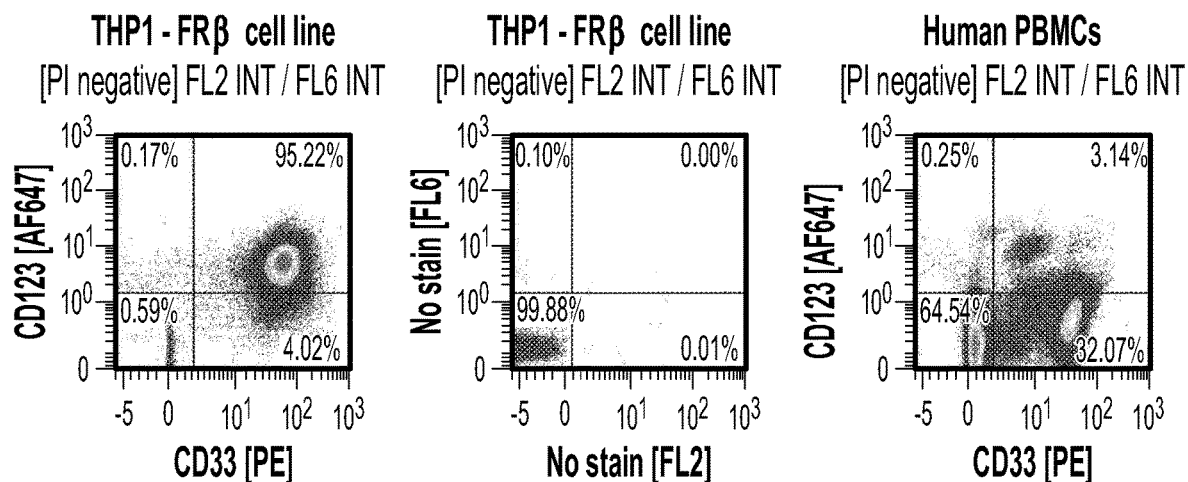 THP1 - FRβ cell line
[PI negative] FL2 INT / FL6 INT
CD123 [AF647]
10³
10²
10¹
10⁰
0
0.17%
95.22%
0.59%
4.02%
-5 0 10¹ 10² 10³
CD33 [PE]
THP1 - FRβ cell line
[PI negative] FL2 INT / FL6 INT
No stain [FL6]
10³
10²
10¹
10⁰
0
0.10%
0.00%
99.88%
0.01%
-5 0 10¹ 10² 10³
No stain [FL2]
Human PBMCs
[PI negative] FL2 INT / FL6 INT
CD123 [AF647]
10³
10²
10¹
10⁰
0
0.25%
3.14%
64.54%
32.07%
-5 0 10¹ 10² 10³
CD33 [PE]